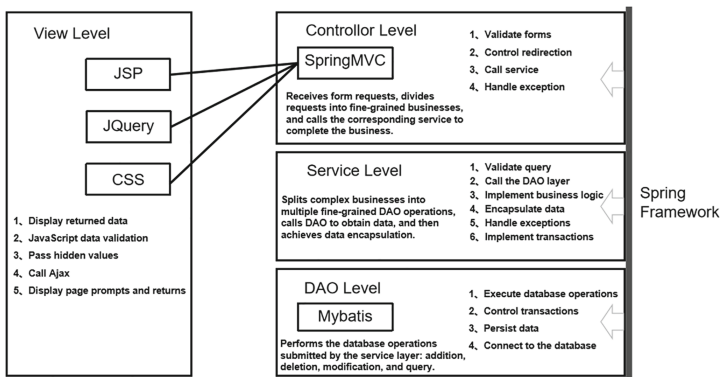 View Level
JSP
JQuery
CSS
1、Display returned data
2、JavaScript data validation
3、Pass hidden values
4、Call Ajax
5、Display page prompts and returns
Controllor Level
SpringMVC
Receives form requests, divides
requests into fine-grained businesses,
and calls the corresponding service to
complete the business.
1、Validate forms
2、Control redirection
3、Call service
4、Handle exception
Service Level
Splits complex businesses into
multiple fine-grained DAO operations,
calls DAO to obtain data, and then
achieves data encapsulation.
1、Validate query
2、Call the DAO layer
3、Implement business logic
4、Encapsulate data
5、Handle exceptions
6、Implement transactions
DAO Level
Mybatis
Performs the database operations
submitted by the service layer: addition,
deletion, modification, and query.
1、Execute database operations
2、Control transactions
3、Persist data
4、Connect to the database
Spring
Framework